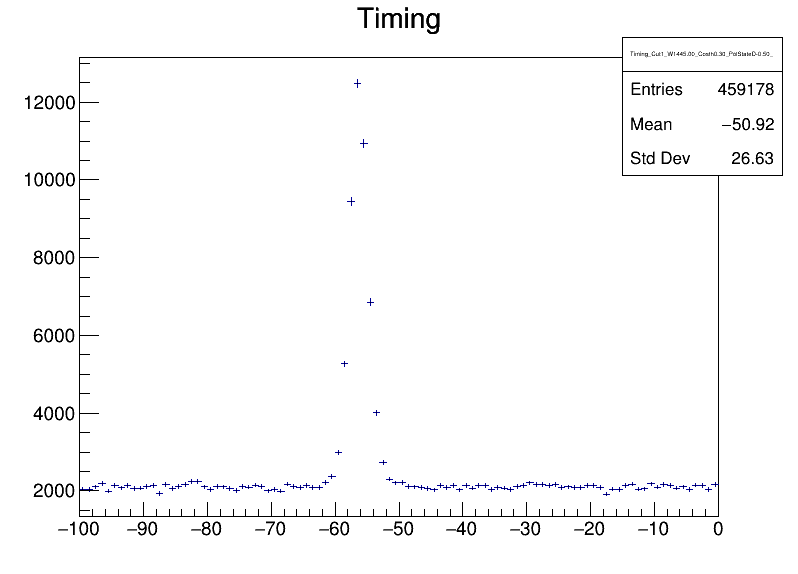 Timing
Timing_Cut1_W1445.00_Costh0.30_PolStateD-0.50_
Entries 459178
Mean −50.92
Std Dev 26.63
12000
10000
8000
6000
4000
2000
−100 −90 −80 −70 −60 −50 −40 −30 −20 −10 0